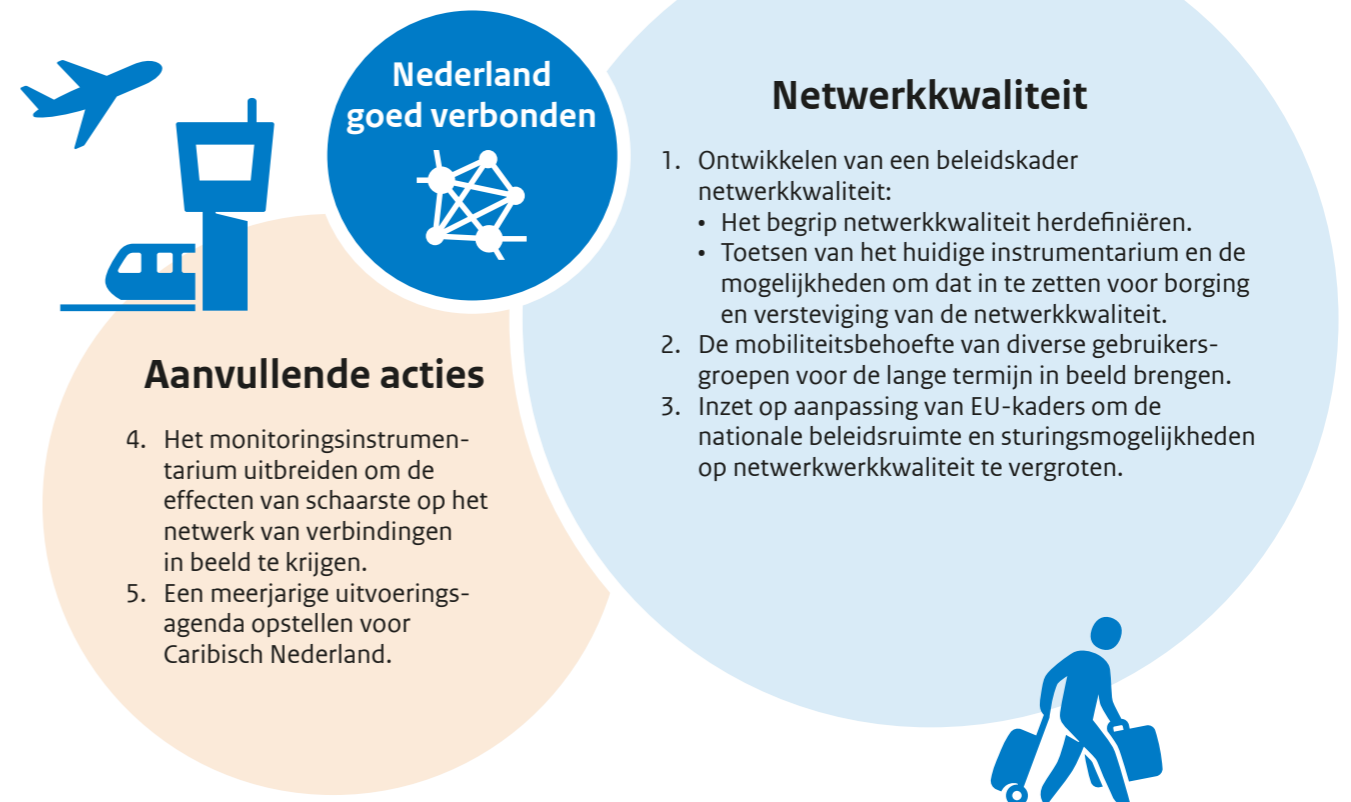 Nederland
goed verbonden
Netwerkkwaliteit
1. Ontwikkelen van een beleidskader
netwerkkwaliteit:
• Het begrip netwerkkwaliteit herdefiniëren.
• Toetsen van het huidige instrumentarium en de
mogelijkheden om dat in te zetten voor borging
en versteviging van de netwerkkwaliteit.
2. De mobiliteitsbehoefte van diverse gebruikers-
groepen voor de lange termijn in beeld brengen.
3. Inzet op aanpassing van EU-kaders om de
nationale beleidsruimte en sturingsmogelijkheden
op netwerkwerkkwaliteit te vergroten.
Aanvullende acties
4. Het monitoringsinstrumen-
tarium uitbreiden om de
effecten van schaarste op het
netwerk van verbindingen
in beeld te krijgen.
5. Een meerjarige uitvoerings-
agenda opstellen voor
Caribisch Nederland.